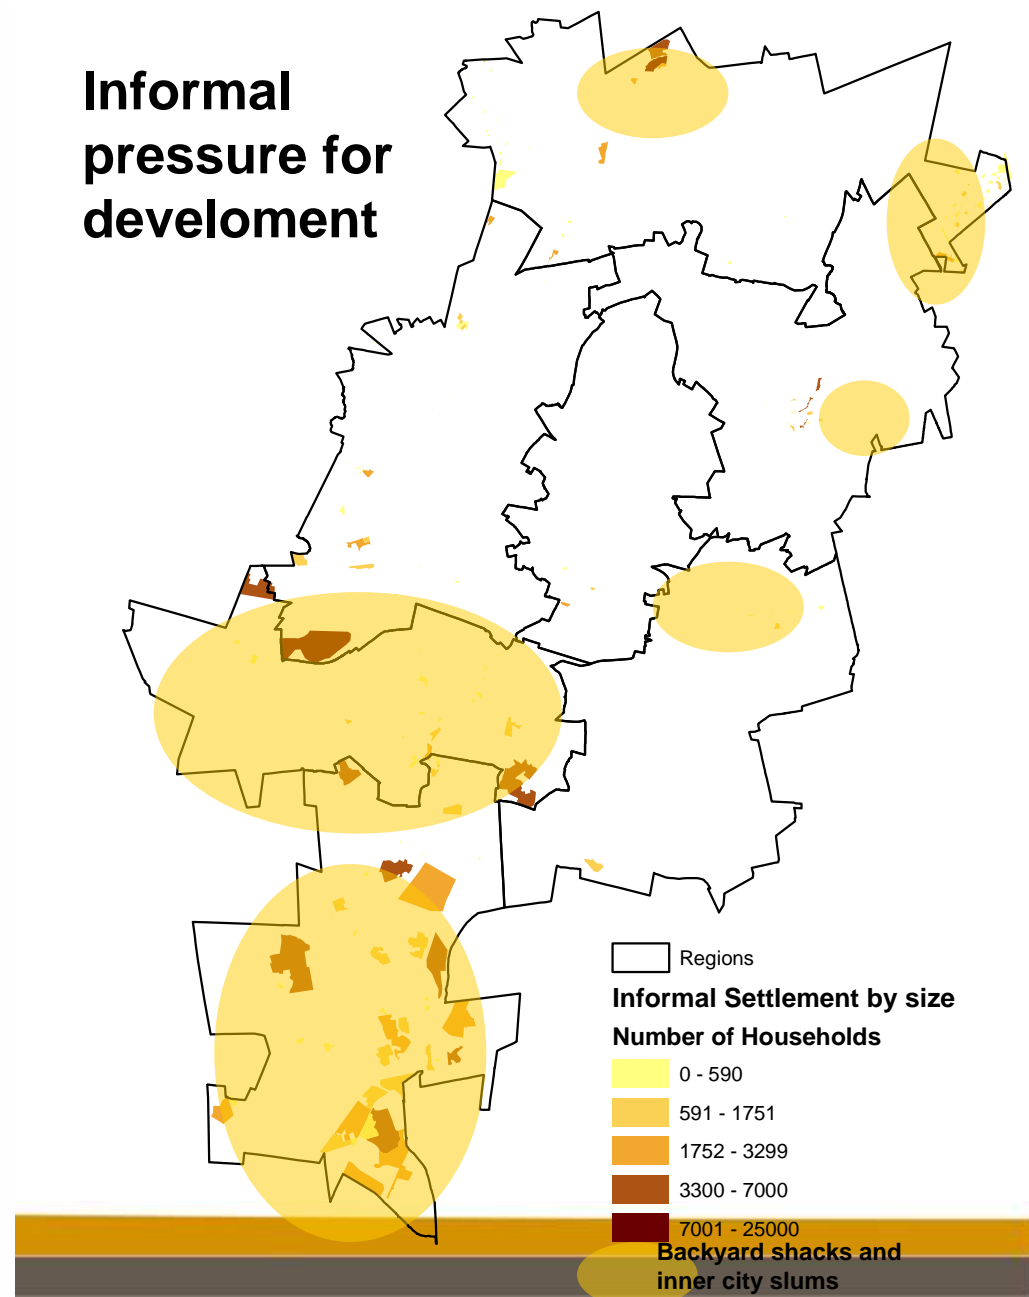 Informal
pressure for
develoment
Regions
Informal Settlement by size
Number of Households
0 - 590
591 - 1751
1752 - 3299
3300 - 7000
7001 - 25000
Backyard shacks and
inner city slums